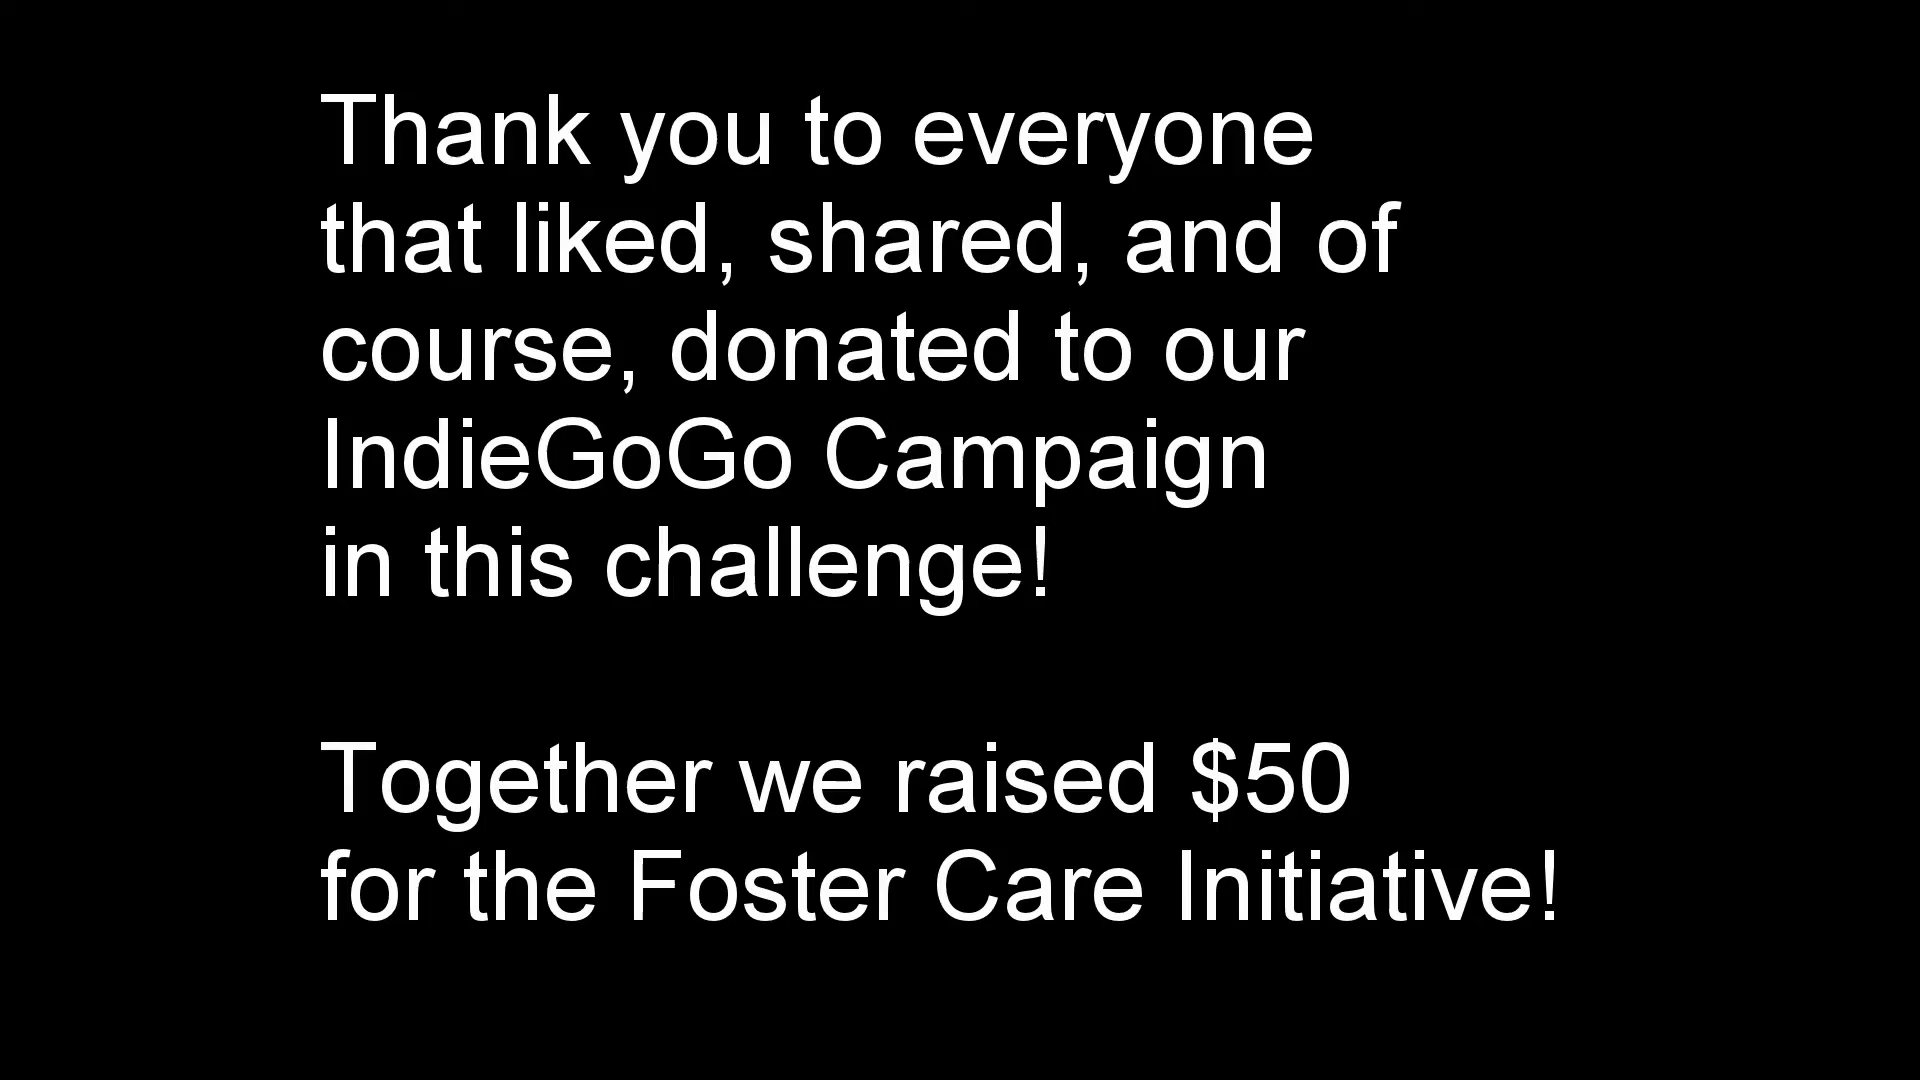 Thank you to everyone
that liked, shared, and of
course, donated to our
IndieGoGo Campaign
in this challenge!
Together we raised $50
for the Foster Care Initiative!